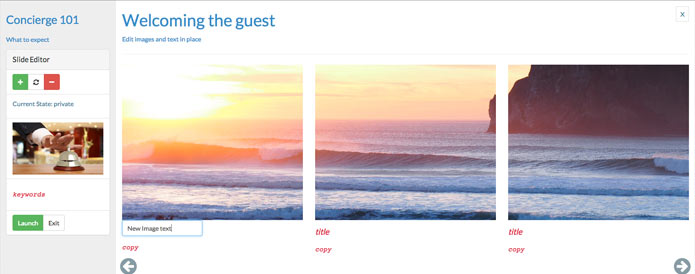 Concierge 101
What to expect
Slide Editor
Current State: private
keywords
Launch
Exit
Welcoming the guest
Edit images and text in place
X
New Image text
title
title
copy
copy
copy